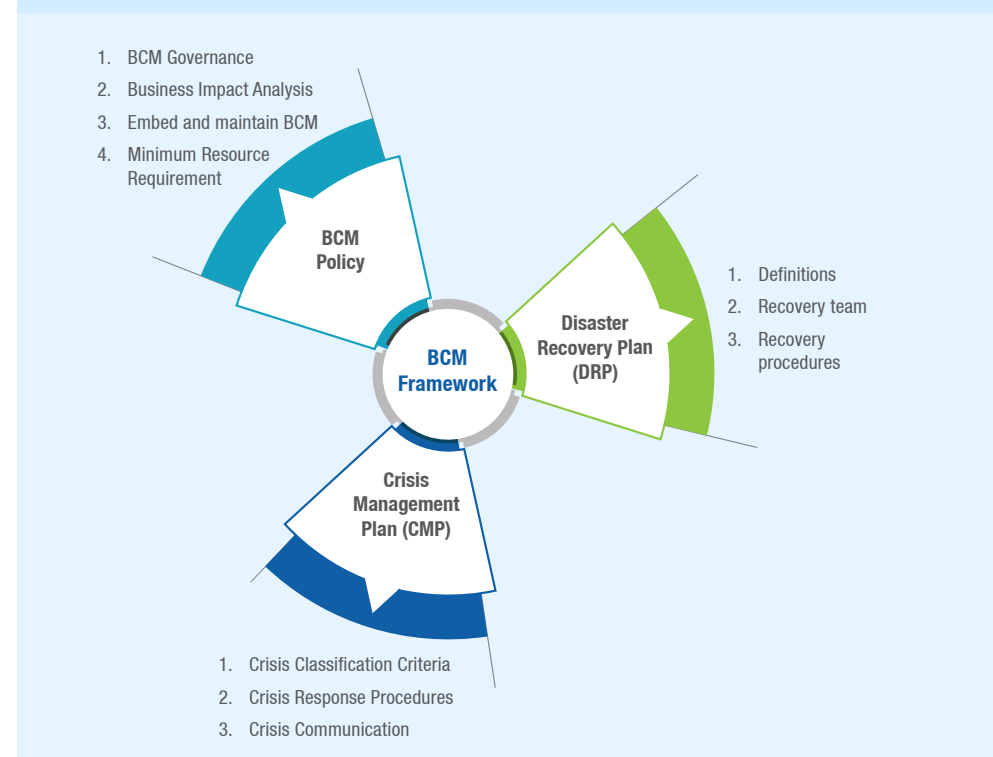 1. BCM Governance
2. Business Impact Analysis
3. Embed and maintain BCM
4. Minimum Resource
Requirement
BCM
Policy
Disaster
Recovery Plan
(DRP)
1. Definitions
2. Recovery team
3. Recovery
procedures
BCM
Framework
Crisis
Management
Plan (CMP)
1. Crisis Classification Criteria
2. Crisis Response Procedures
3. Crisis Communication